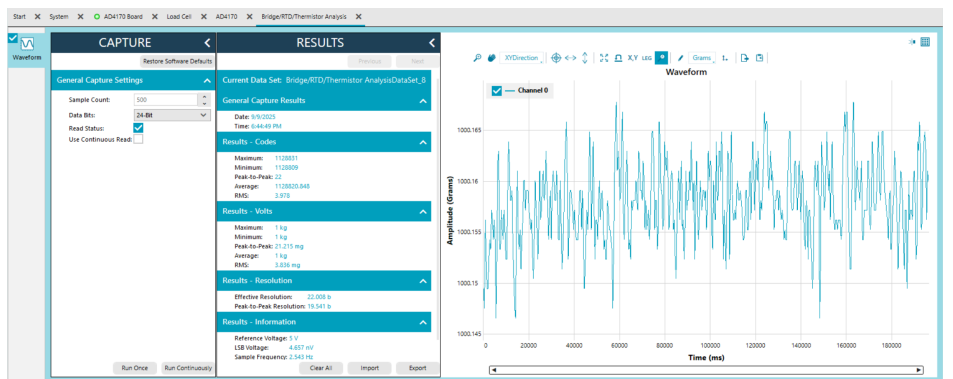 Start X System X AD4170 Board X Load Cell X AD4170 X Bridge/RTD/Thermistor Analysis X
Waveform
CAPTURE
Restore Software Defaults
General Capture Settings
Sample Count: 500
Data Bits: 24-Bit
Read Status:
Use Continuous Read:
Run Once Run Continuously
RESULTS
Previous Next
Current Data Set: Bridge/RTD/Thermistor AnalysisDataSet_8
General Capture Results
Date: 9/9/2025
Time: 6:44:49 PM
Results - Codes
Maximum: 1128831
Minimum: 1128809
Peak-to-Peak: 22
Average: 1128820.848
RMS: 3.978
Results - Volts
Maximum: 1 kg
Minimum: 1 kg
Peak-to-Peak: 21.215 mg
Average: 1 kg
RMS: 3.836 mg
Results - Resolution
Effective Resolution: 22.008 b
Peak-to-Peak Resolution: 19.541 b
Results - Information
Reference Voltage: 5 V
LSB Voltage: 4.657 nV
Sample Frequency: 2.543 Hz
Clear All Import Export
XYDirection X,Y LEG Grams
Waveform
Channel 0
Amplitude (Grams)
1000.165
1000.16
1000.155
1000.15
1000.145
0 20000 40000 60000 80000 100000 120000 140000 160000 180000
Time (ms)